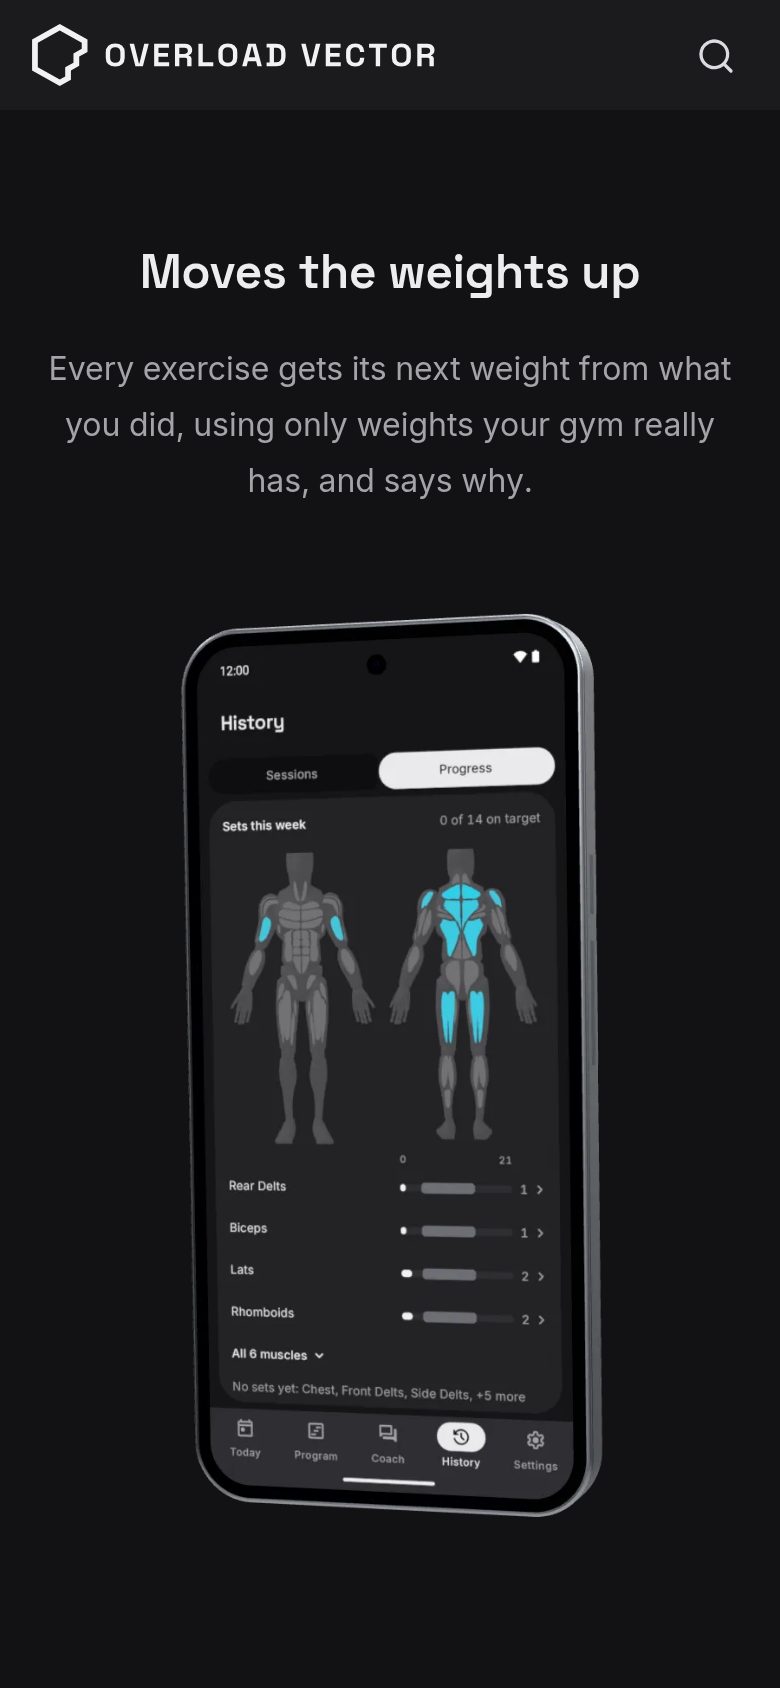 OVERLOAD VECTOR
Moves the weights up
Every exercise gets its next weight from what
you did, using only weights your gym really
has, and says why.
12:00
History
Sessions
Progress
Sets this week
0 of 14 on target
0
21
Rear Delts
1
Biceps
1
Lats
2
Rhomboids
2
All 6 muscles
No sets yet: Chest, Front Delts, Side Delts, +5 more
Today
Program
Coach
History
Settings